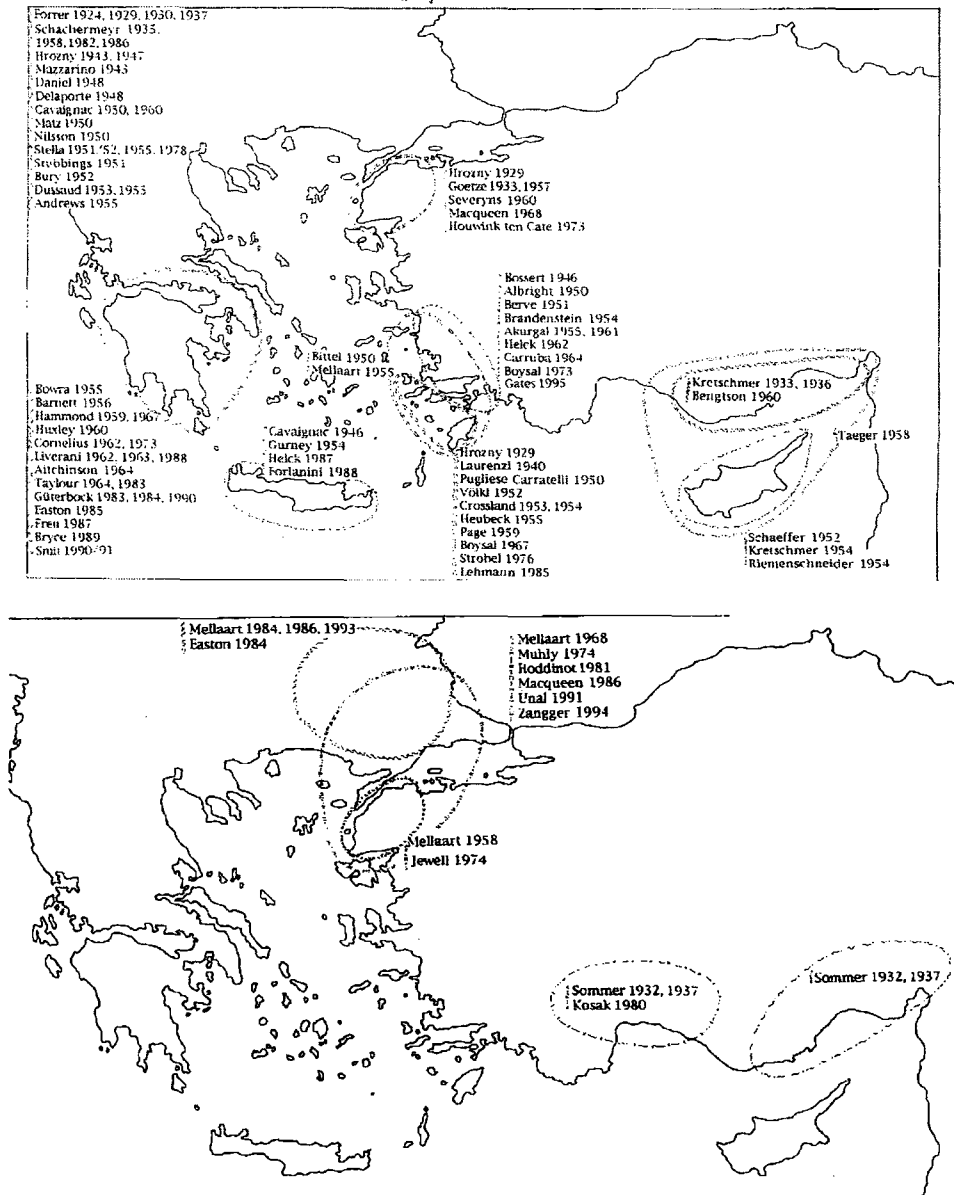 Forrer 1924, 1929, 1930, 1937
Schachermeyr 1935,
1958, 1982, 1986
Hrozny 1943, 1947
Mazzarino 1943
Daniel 1948
Delaporte 1948
Cavaignac 1950, 1960
Matz 1950
Nilsson 1950
Stella 1951/52, 1955, 1978
Stubbings 1951
Bury 1952
Dussaud 1953, 1955
Andrews 1955
Hrozny 1929
Goetze 1933, 1957
Severyns 1960
Macqueen 1968
Houwink ten Cate 1973
Bossert 1946
Albright 1950
Berve 1951
Brandenstein 1954
Akurgal 1955, 1961
Helck 1962
Carruba 1964
Boysal 1973
Gates 1995
Bittel 1950
Mellaart 1955
Kretschmer 1933, 1936
Bengtson 1960
Taeger 1958
Bowra 1955
Barnett 1956
Hammond 1959, 1967
Huxley 1960
Cornelius 1962, 1973
Liverani 1962, 1963, 1988
Aitchinson 1964
Taylour 1964, 1983
Güterbock 1983, 1984, 1990
Easton 1985
Freu 1987
Bryce 1989
Smit 1990/91
Cavaignac 1946
Gurney 1954
Helck 1987
Forlanini 1988
Hrozny 1929
Laurenzi 1940
Pugliese Carratelli 1950
Völkl 1952
Crossland 1953, 1954
Heubeck 1955
Page 1959
Boysal 1967
Strobel 1976
Lehmann 1985
Schaeffer 1952
Kretschmer 1954
Riemenschneider 1954
Mellaart 1984, 1986, 1993
Easton 1984
Mellaart 1968
Muhly 1974
Hoddinot 1981
Macqueen 1986
Unal 1991
Zangger 1994
Mellaart 1958
Jewell 1974
Sommer 1932, 1937
Kosak 1980
Sommer 1932, 1937